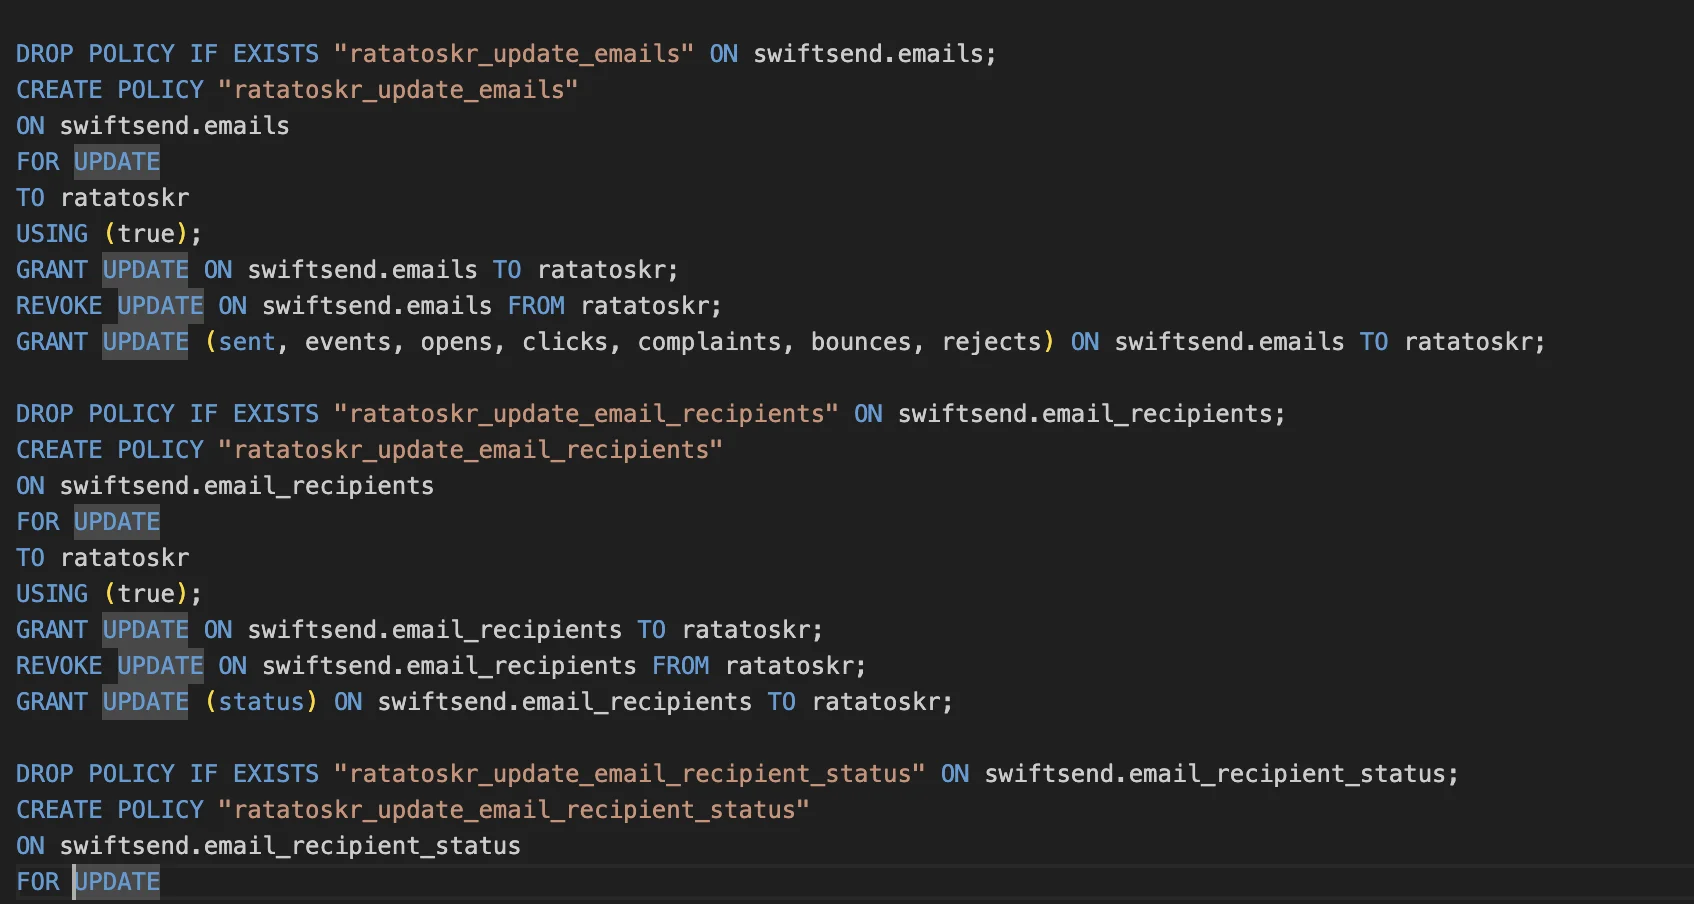 DROP POLICY IF EXISTS "ratatoskr_update_emails" ON swiftsend.emails;
CREATE POLICY "ratatoskr_update_emails"
ON swiftsend.emails
FOR UPDATE
TO ratatoskr
USING (true);
GRANT UPDATE ON swiftsend.emails TO ratatoskr;
REVOKE UPDATE ON swiftsend.emails FROM ratatoskr;
GRANT UPDATE (sent, events, opens, clicks, complaints, bounces, rejects) ON swiftsend.emails TO ratatoskr;

DROP POLICY IF EXISTS "ratatoskr_update_email_recipients" ON swiftsend.email_recipients;
CREATE POLICY "ratatoskr_update_email_recipients"
ON swiftsend.email_recipients
FOR UPDATE
TO ratatoskr
USING (true);
GRANT UPDATE ON swiftsend.email_recipients TO ratatoskr;
REVOKE UPDATE ON swiftsend.email_recipients FROM ratatoskr;
GRANT UPDATE (status) ON swiftsend.email_recipients TO ratatoskr;

DROP POLICY IF EXISTS "ratatoskr_update_email_recipient_status" ON swiftsend.email_recipient_status;
CREATE POLICY "ratatoskr_update_email_recipient_status"
ON swiftsend.email_recipient_status
FOR UPDATE